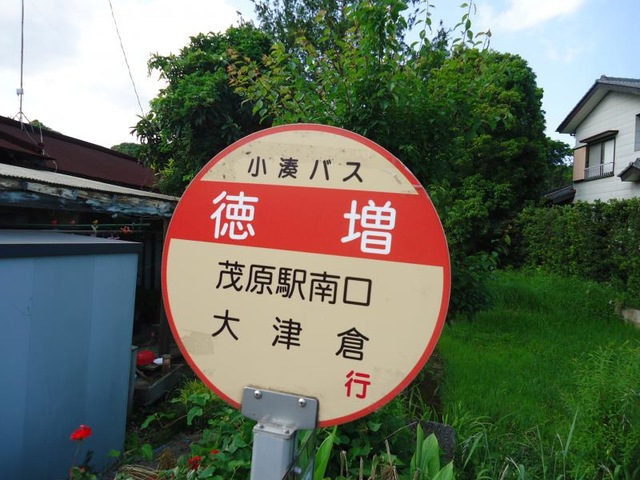 小湊バス
徳増
茂原駅南口
大津倉
行